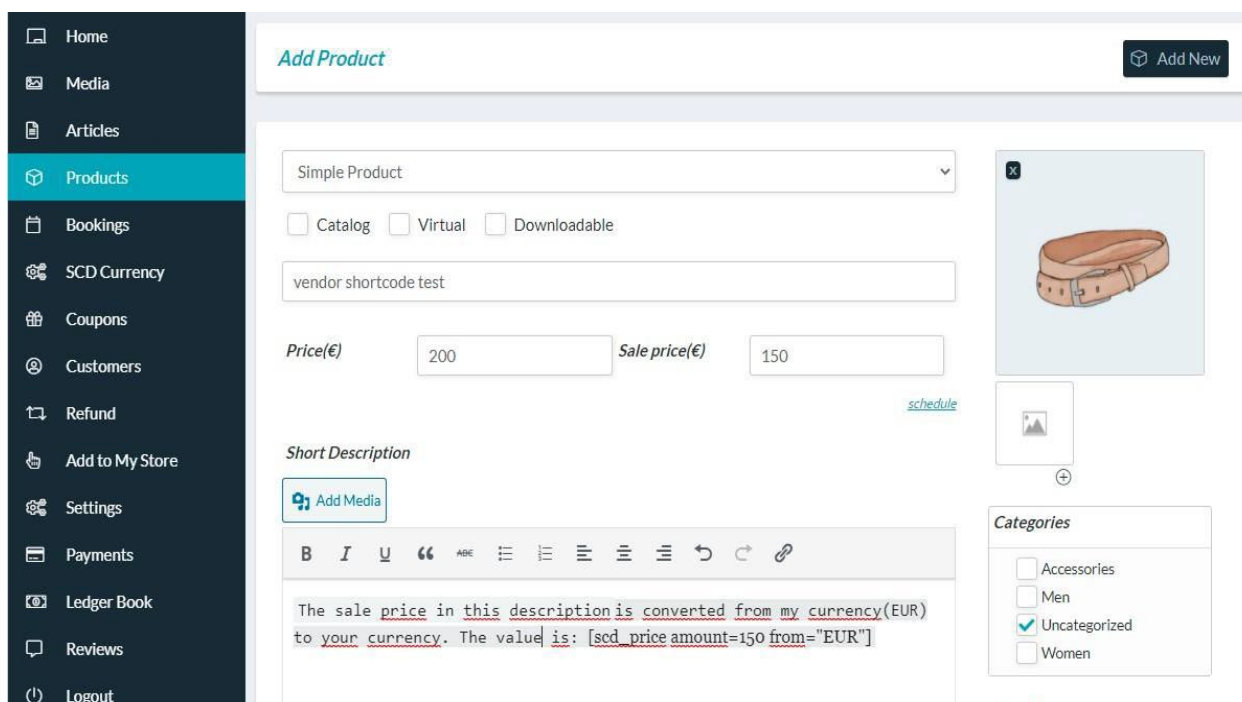 Home
Media
Articles
Products
Bookings
SCD Currency
Coupons
Customers
Refund
Add to My Store
Settings
Payments
Ledger Book
Reviews
Logout
Add Product
Add New
Simple Product
Catalog Virtual Downloadable
vendor shortcode test
Price(€) 200 Sale price(€) 150
schedule
Short Description
Add Media
B I U ABC
The sale price in this description is converted from my currency(EUR)
to your currency. The value is: [scd_price amount=150 from="EUR"]
x
Categories
Accessories
Men
Uncategorized
Women